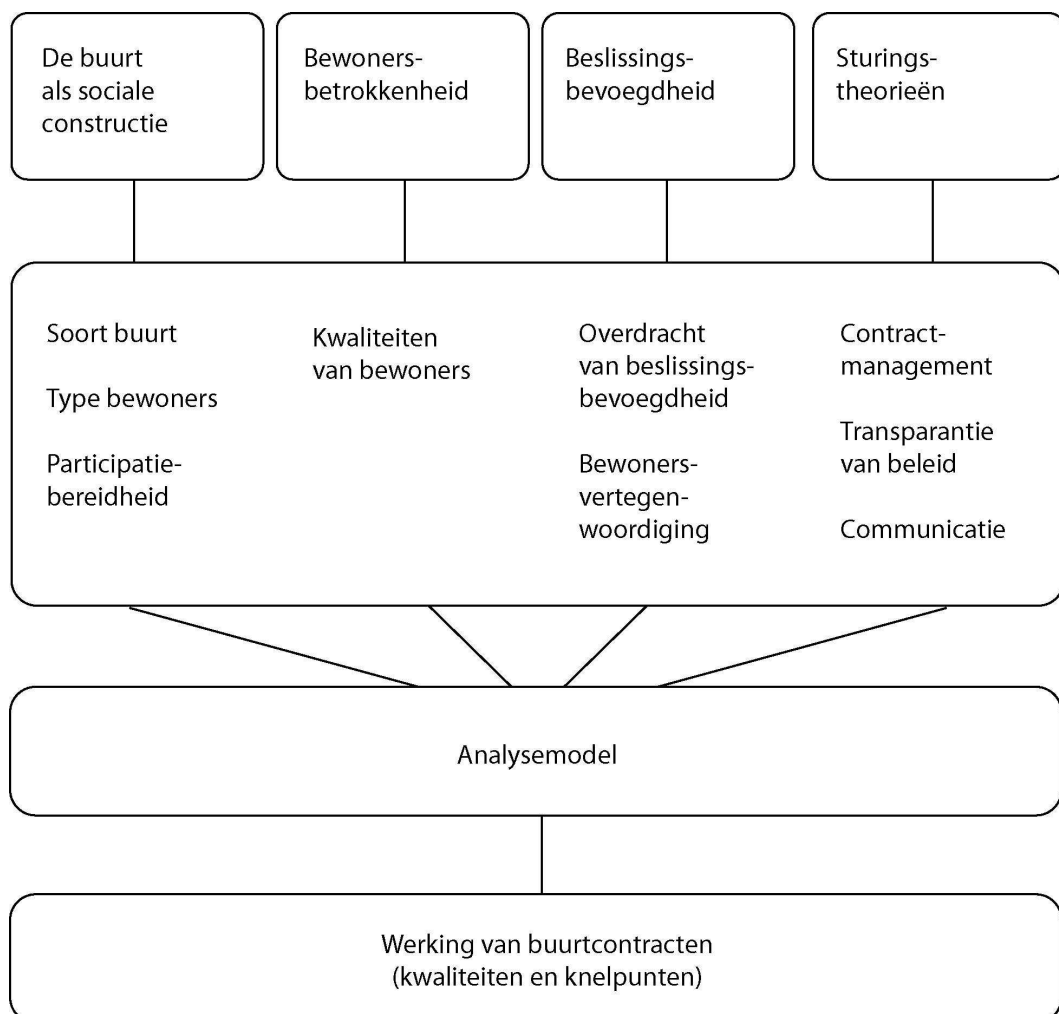 De buurt
als sociale
constructie
Bewoners-
betrokkenheid
Beslissings-
bevoegdheid
Sturings-
theorieën
Soort buurt
Type bewoners
Participatie-
bereidheid
Kwaliteiten
van bewoners
Overdracht
van beslissings-
bevoegdheid
Bewoners-
vertegen-
woordiging
Contract-
management
Transparantie
van beleid
Communicatie
Analysemodel
Werking van buurtcontracten
(kwaliteiten en knelpunten)